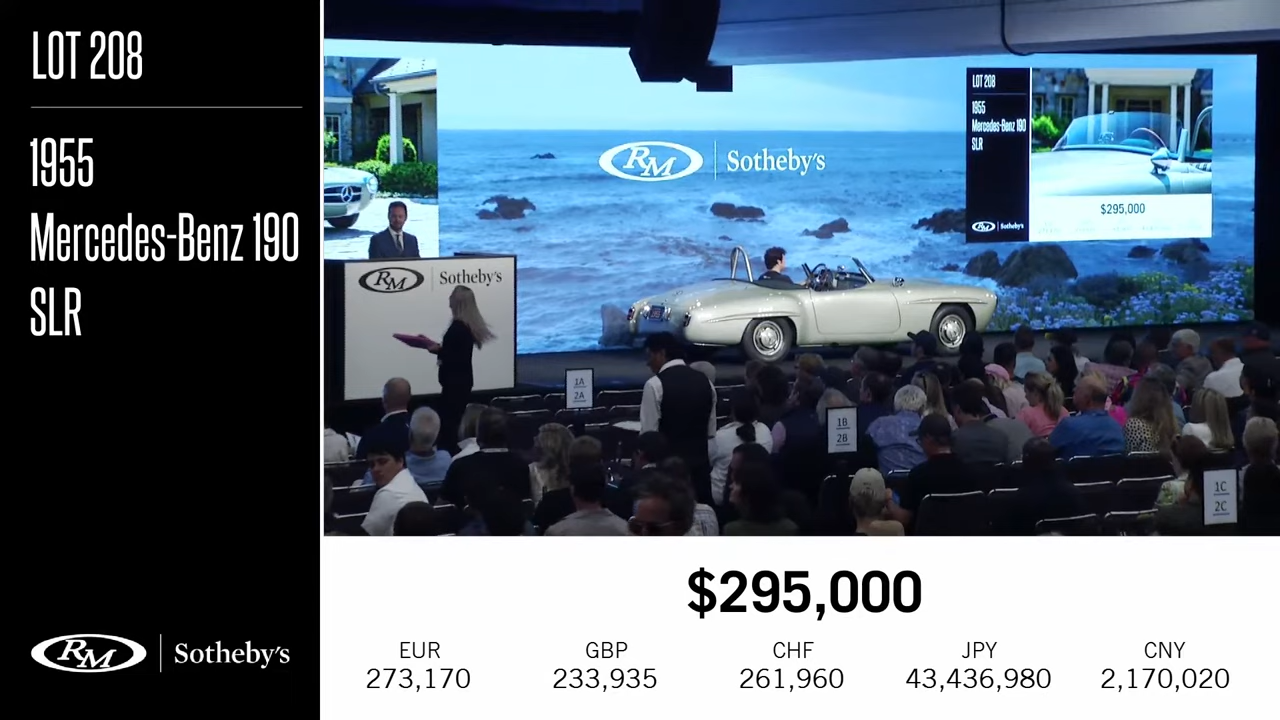 LOT 208
1955
Mercedes-Benz 190
SLR
RM Sotheby's
RM Sotheby's
LOT 208
1955
Mercedes-Benz 190
SLR
$295,000
RM Sotheby's
RM Sotheby's
1A
2A
1B
2B
1C
2C
$295,000
EUR GBP CHF JPY CNY
273,170 233,935 261,960 43,436,980 2,170,020